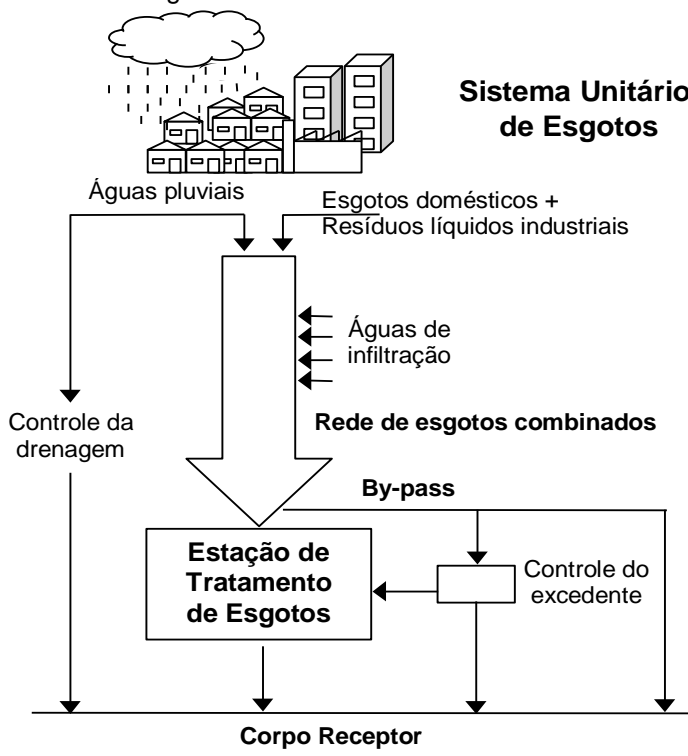 Sistema Unitário
de Esgotos
Águas pluviais
Esgotos domésticos +
Resíduos líquidos industriais
Águas de
infiltração
Rede de esgotos combinados
Controle da
drenagem
By-pass
Estação de
Tratamento
de Esgotos
Controle do
excedente
Corpo Receptor